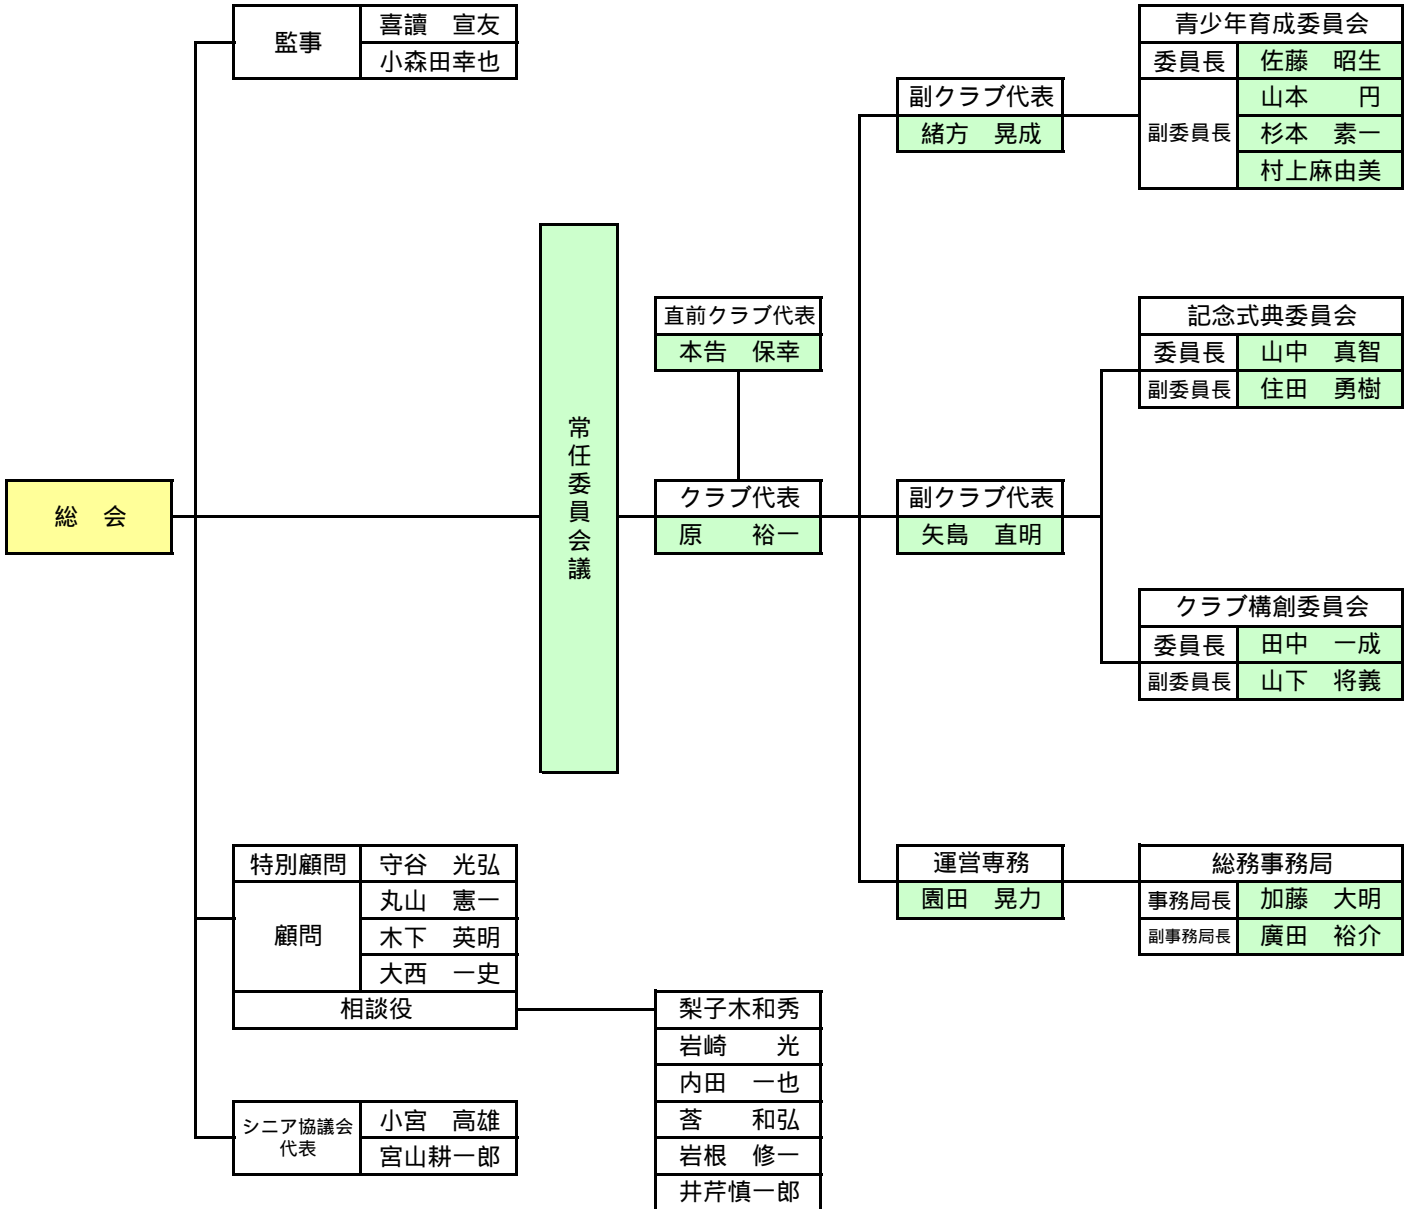 監事
喜讀　宣友
小森田幸也
青少年育成委員会
委員長　佐藤　昭生
副委員長
山本　　円
杉本　素一
村上麻由美
副クラブ代表
緒方　晃成
直前クラブ代表
本告　保幸
記念式典委員会
委員長　山中　真智
副委員長　住田　勇樹
総　会
常任委員会議
クラブ代表
原　　裕一
副クラブ代表
矢島　直明
クラブ構創委員会
委員長　田中　一成
副委員長　山下　将義
特別顧問　守谷　光弘
顧問
丸山　憲一
木下　英明
大西　一史
相談役
運営専務
園田　晃力
総務事務局
事務局長　加藤　大明
副事務局長　廣田　裕介
梨子木和秀
岩崎　　光
内田　一也
莟　　和弘
岩根　修一
井芹慎一郎
シニア協議会
代表
小宮　高雄
宮山耕一郎